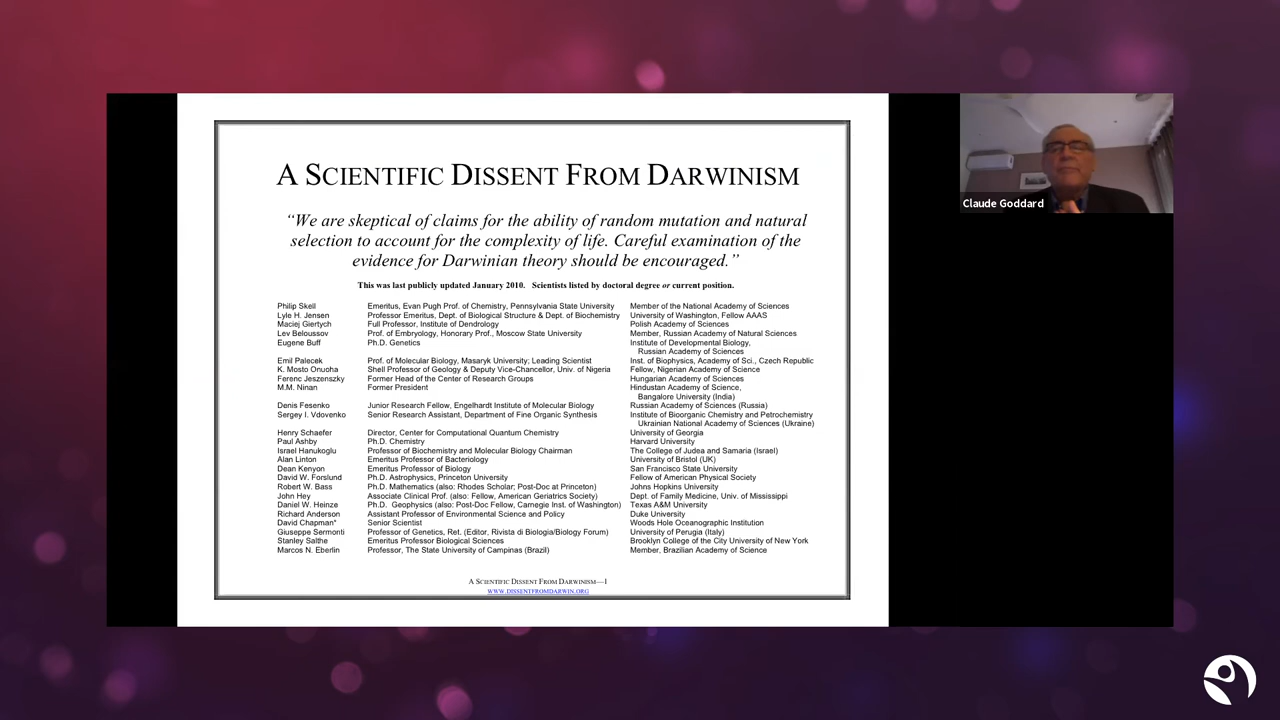 A SCIENTIFIC DISSENT FROM DARWINISM
“We are skeptical of claims for the ability of random mutation and natural
selection to account for the complexity of life. Careful examination of the
evidence for Darwinian theory should be encouraged.”
This was last publicly updated January 2010. Scientists listed by doctoral degree or current position.
Philip Skell Emeritus, Evan Pugh Prof. of Chemistry, Pennsylvania State University Member of the National Academy of Sciences
Lyle H. Jensen Professor Emeritus, Dept. of Biological Structure & Dept. of Biochemistry University of Washington, Fellow AAAS
Maciej Giertych Full Professor, Institute of Dendrology Polish Academy of Sciences
Lev Beloussov Prof. of Embryology, Honorary Prof., Moscow State University Member, Russian Academy of Natural Sciences
Eugene Buff Ph.D. Genetics Institute of Developmental Biology,
Russian Academy of Sciences
Emil Palecek Prof. of Molecular Biology, Masaryk University; Leading Scientist Inst. of Biophysics, Academy of Sci., Czech Republic
K. Mosto Onuoha Shell Professor of Geology & Deputy Vice-Chancellor, Univ. of Nigeria Fellow, Nigerian Academy of Science
Ferenc Jeszenszky Former Head of the Center of Research Groups Hungarian Academy of Sciences
M.M. Ninan Former President Hindustan Academy of Science,
Bangalore University (India)
Denis Fesenko Junior Research Fellow, Engelhardt Institute of Molecular Biology Russian Academy of Sciences (Russia)
Sergey I. Vdovenko Senior Research Assistant, Department of Fine Organic Synthesis Institute of Bioorganic Chemistry and Petrochemistry
Ukrainian National Academy of Sciences (Ukraine)
Henry Schaefer Director, Center for Computational Quantum Chemistry University of Georgia
Paul Ashby Ph.D. Chemistry Harvard University
Israel Hanukoglu Professor of Biochemistry and Molecular Biology Chairman The College of Judea and Samaria (Israel)
Alan Linton Emeritus Professor of Bacteriology University of Bristol (UK)
Dean Kenyon Emeritus Professor of Biology San Francisco State University
David W. Forslund Ph.D. Astrophysics, Princeton University Fellow of American Physical Society
Robert W. Bass Ph.D. Mathematics (also: Rhodes Scholar; Post-Doc at Princeton) Johns Hopkins University
John Hey Associate Clinical Prof. (also: Fellow, American Geriatrics Society) Dept. of Family Medicine, Univ. of Mississippi
Daniel W. Heinze Ph.D. Geophysics (also: Post-Doc Fellow, Carnegie Inst. of Washington) Texas A&M University
Richard Anderson Assistant Professor of Environmental Science and Policy Duke University
David Chapman* Senior Scientist Woods Hole Oceanographic Institution
Giuseppe Sermonti Professor of Genetics, Ret. (Editor, Rivista di Biologia/Biology Forum) University of Perugia (Italy)
Stanley Salthe Emeritus Professor Biological Sciences Brooklyn College of the City University of New York
Marcos N. Eberlin Professor, The State University of Campinas (Brazil) Member, Brazilian Academy of Science
A SCIENTIFIC DISSENT FROM DARWINISM—1
WWW.DISSENTFROMDARWIN.ORG
Claude Goddard